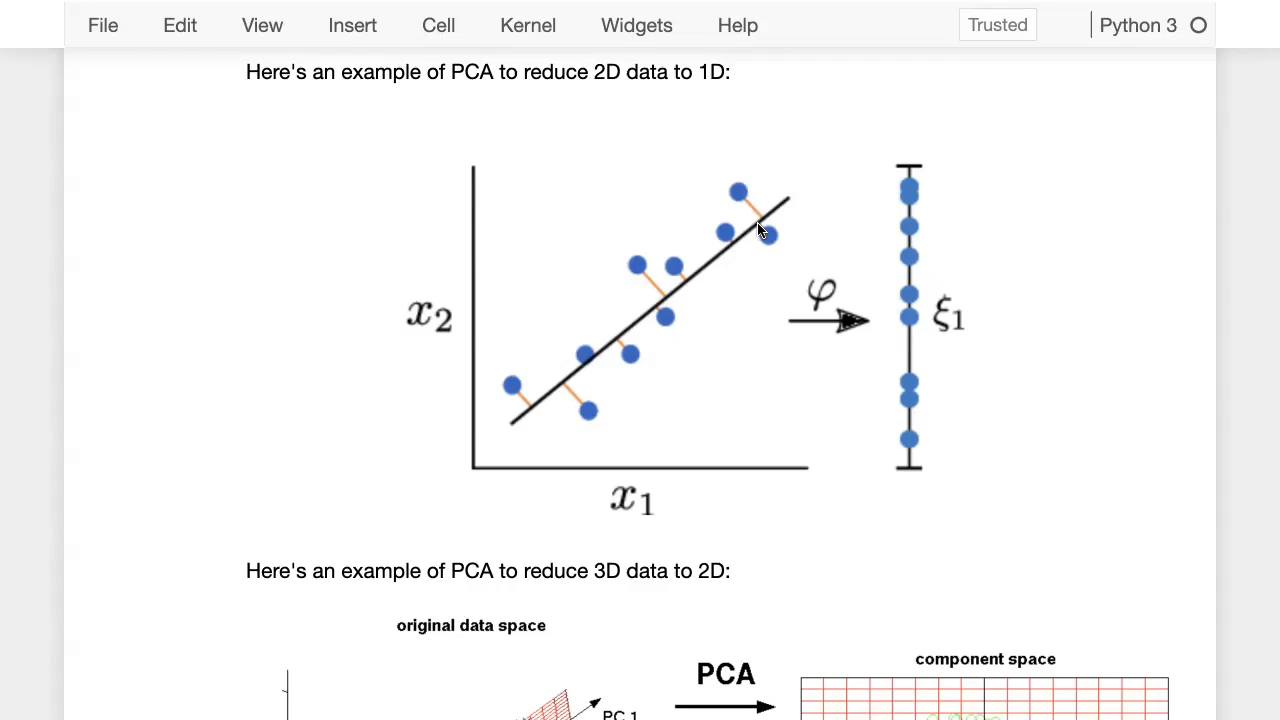 File Edit View Insert Cell Kernel Widgets Help Trusted Python 3
Here's an example of PCA to reduce 2D data to 1D:
x₂
φ
ξ₁
x₁
Here's an example of PCA to reduce 3D data to 2D:
original data space
component space
PCA
PC 1